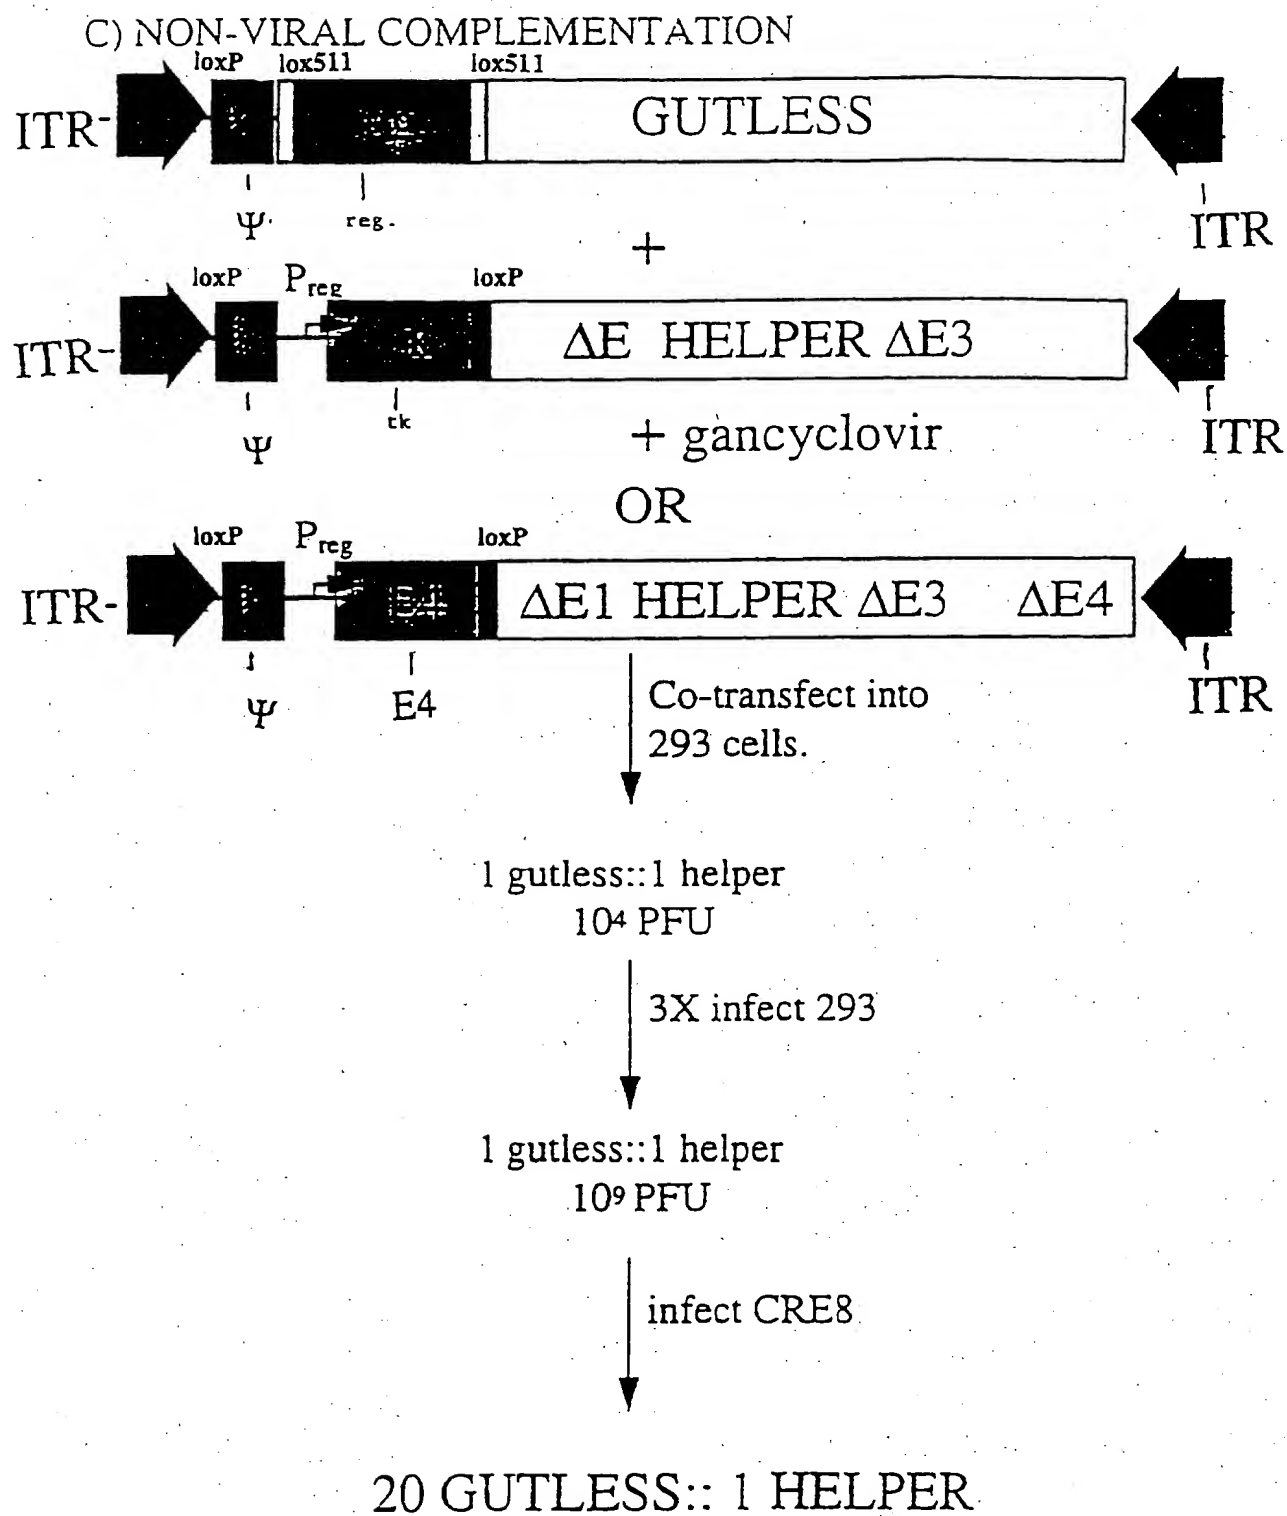 C) NON-VIRAL COMPLEMENTATION
loxP lox511 lox511
ITR- GUTLESS
Ψ reg. ITR
+
loxP Preg loxP
ITR- ΔE HELPER ΔE3
Ψ tk ITR
+ gancyclovir
OR
loxP Preg loxP
ITR- E4 ΔE1 HELPER ΔE3 ΔE4
Ψ E4 ITR
Co-transfect into
293 cells.
1 gutless::1 helper
10⁴ PFU
3X infect 293
1 gutless::1 helper
10⁹ PFU
infect CRE8
20 GUTLESS:: 1 HELPER